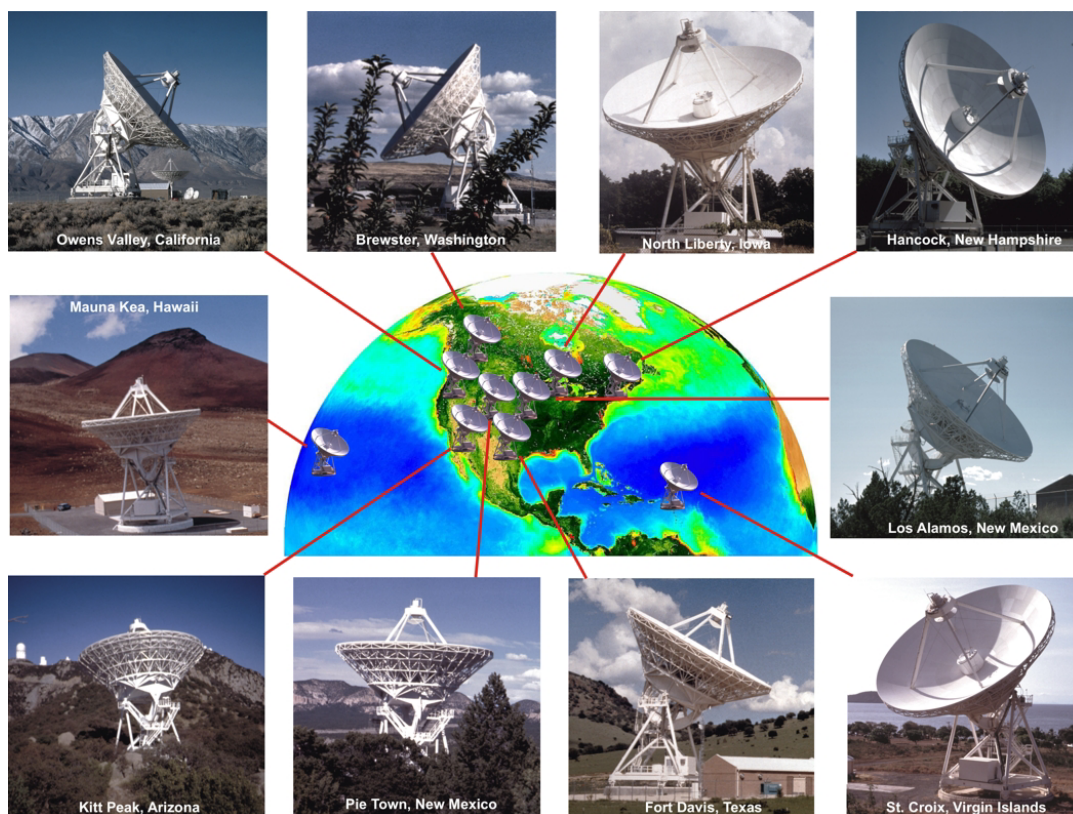 Owens Valley, California
Brewster, Washington
North Liberty, Iowa
Hancock, New Hampshire
Mauna Kea, Hawaii
Los Alamos, New Mexico
Kitt Peak, Arizona
Pie Town, New Mexico
Fort Davis, Texas
St. Croix, Virgin Islands